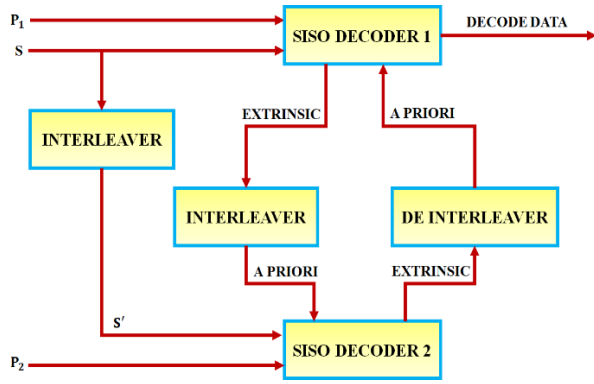 P₁
SISO DECODER 1
DECODE DATA
S
EXTRINSIC
A PRIORI
INTERLEAVER
INTERLEAVER
DE INTERLEAVER
A PRIORI
EXTRINSIC
S′
SISO DECODER 2
P₂